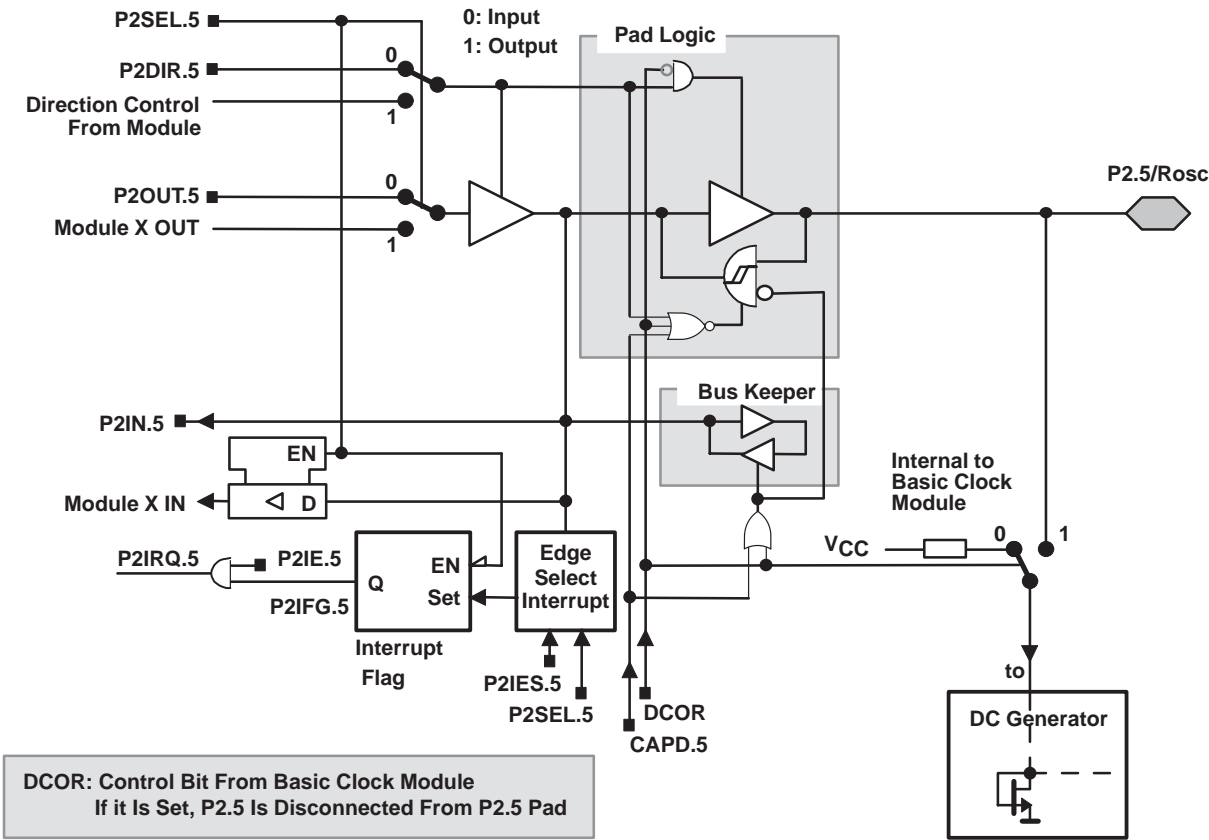 P2SEL.5
0: Input
1: Output
Pad Logic
P2DIR.5
0
Direction Control
From Module
1
P2OUT.5
0
Module X OUT
1
P2.5/Rosc
Bus Keeper
P2IN.5
EN
Module X IN
D
Internal to
Basic Clock
Module
VCC
0
1
P2IRQ.5
P2IE.5
P2IFG.5
Q
EN
Set
Interrupt
Flag
Edge
Select
Interrupt
P2IES.5
P2SEL.5
DCOR
CAPD.5
to
DC Generator
DCOR: Control Bit From Basic Clock Module
If it Is Set, P2.5 Is Disconnected From P2.5 Pad